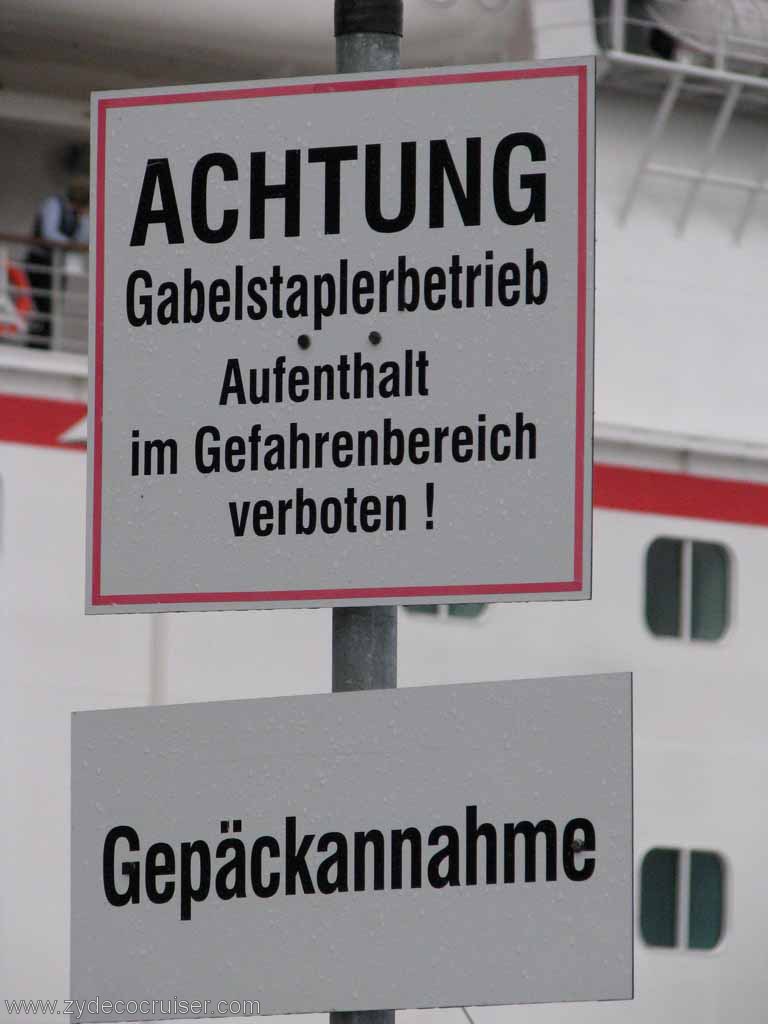 ACHTUNG
Gabelstaplerbetrieb
Aufenthalt
im Gefahrenbereich
verboten !
Gepäckannahme
www.zydecocruiser.com